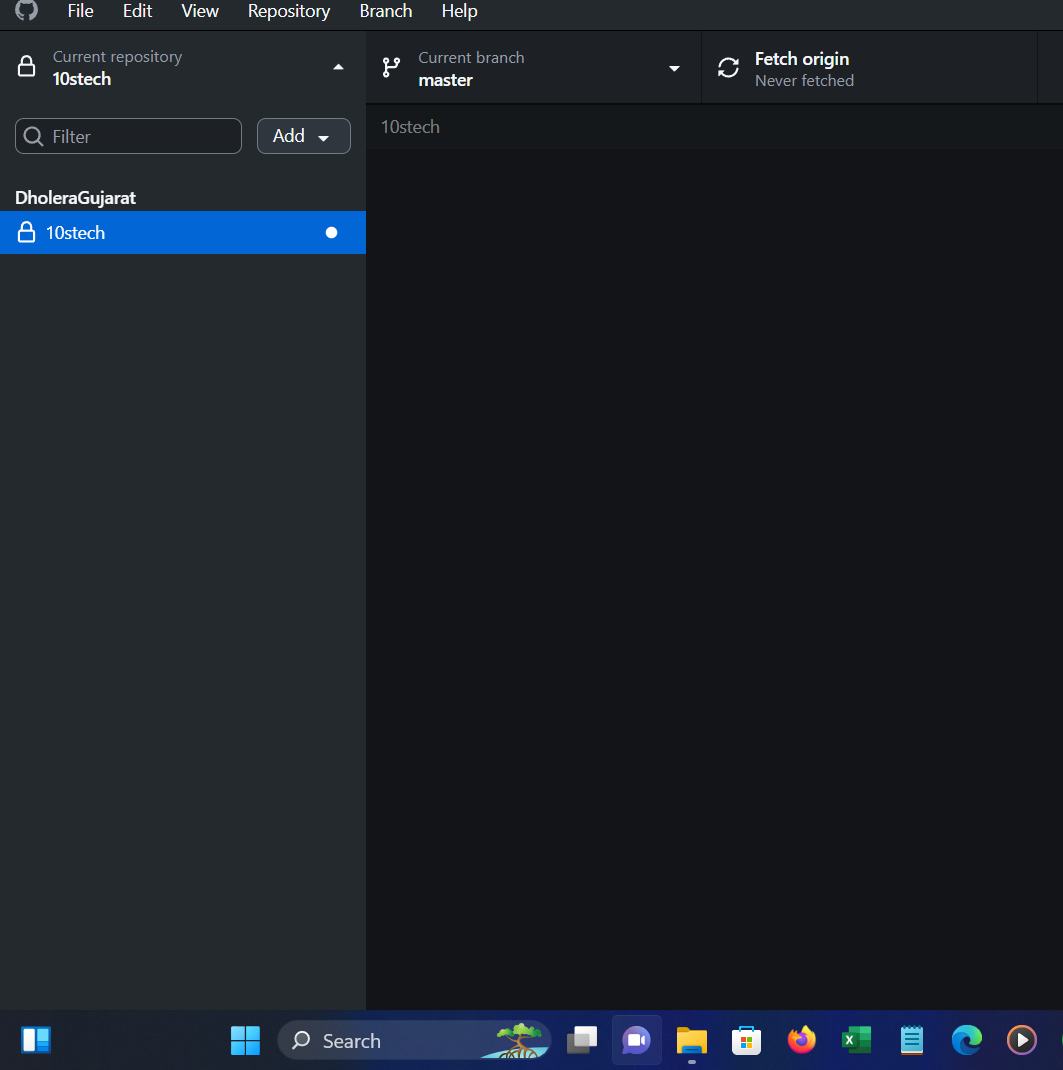 File Edit View Repository Branch Help
Current repository
10stech
Current branch
master
Fetch origin
Never fetched
Filter
Add
10stech
DholeraGujarat
10stech
Search